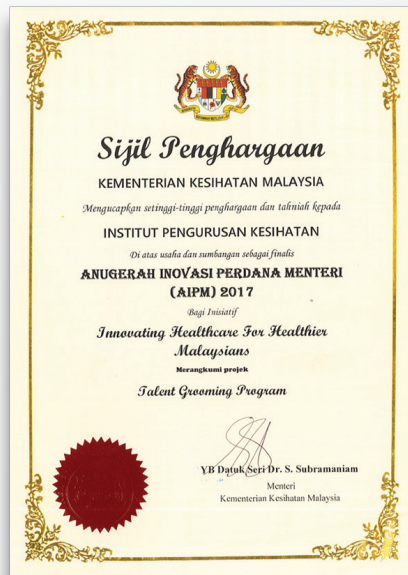 Sijil Penghargaan
KEMENTERIAN KESIHATAN MALAYSIA
Mengucapkan setinggi-tinggi penghargaan dan tahniah kepada
INSTITUT PENGURUSAN KESIHATAN
Di atas usaha dan sumbangan sebagai finalis
ANUGERAH INOVASI PERDANA MENTERI
(AIPM) 2017
Bagi Inisiatif
Innovating Healthcare For Healthier
Malaysians
Merangkumi projek
Talent Grooming Program
YB Datuk Seri Dr. S. Subramaniam
Menteri
Kementerian Kesihatan Malaysia